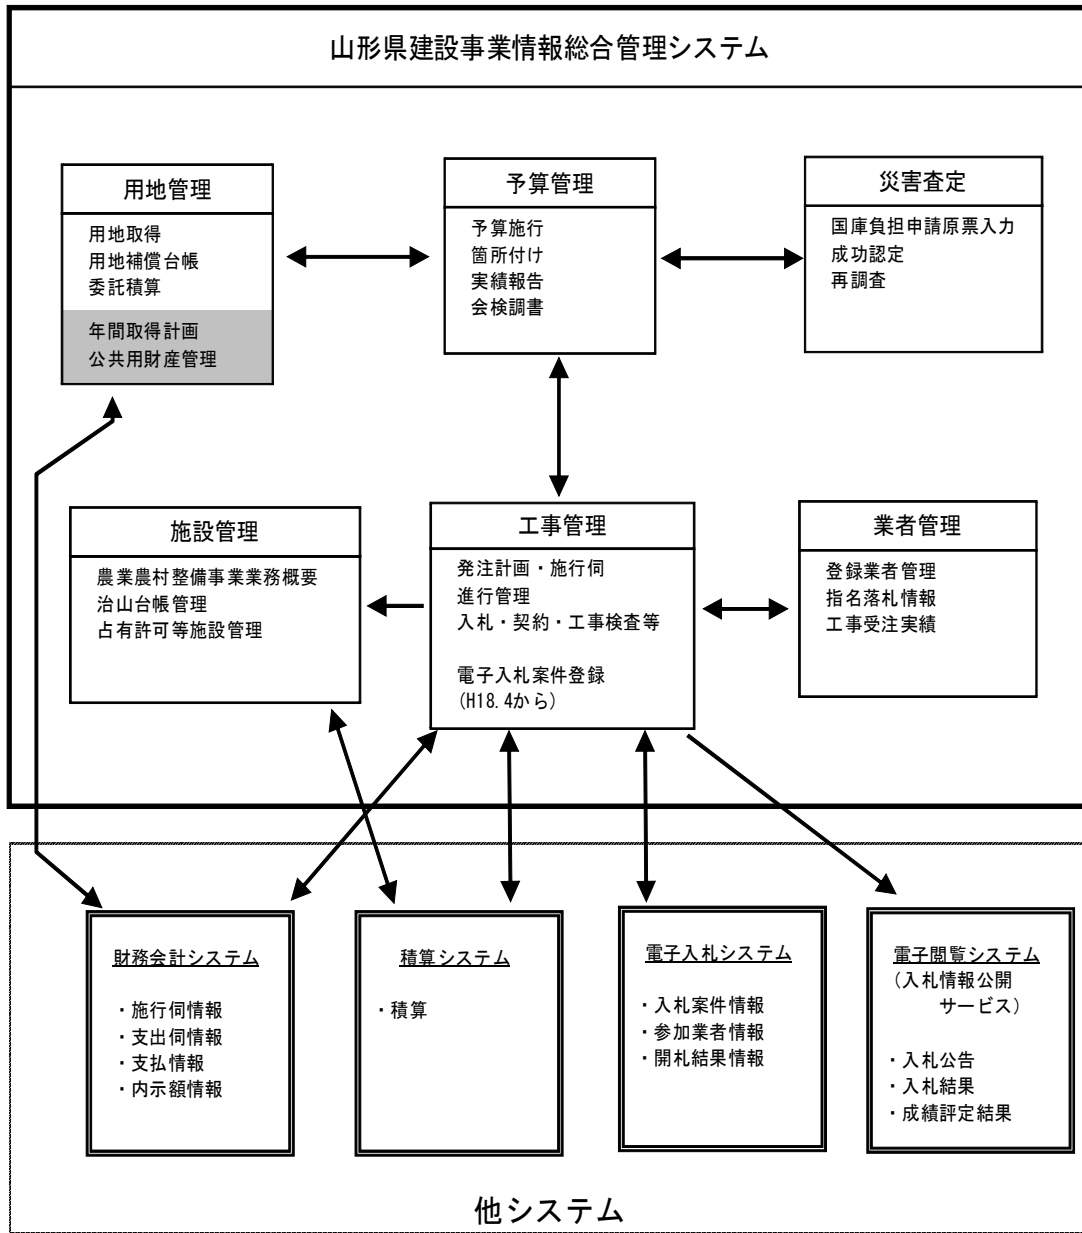 山形県建設事業情報総合管理システム
用地管理
用地取得
用地補償台帳
委託積算
年間取得計画
公共用財産管理
予算管理
予算施行
箇所付け
実績報告
会検調書
災害査定
国庫負担申請原票入力
成功認定
再調査
施設管理
農業農村整備事業業務概要
治山台帳管理
占有許可等施設管理
工事管理
発注計画・施行伺
進行管理
入札・契約・工事検査等
電子入札案件登録
(H18.4から)
業者管理
登録業者管理
指名落札情報
工事受注実績
財務会計システム
・施行伺情報
・支出伺情報
・支払情報
・内示額情報
積算システム
・積算
電子入札システム
・入札案件情報
・参加業者情報
・開札結果情報
電子閲覧システム
(入札情報公開
サービス)
・入札公告
・入札結果
・成績評定結果
他システム